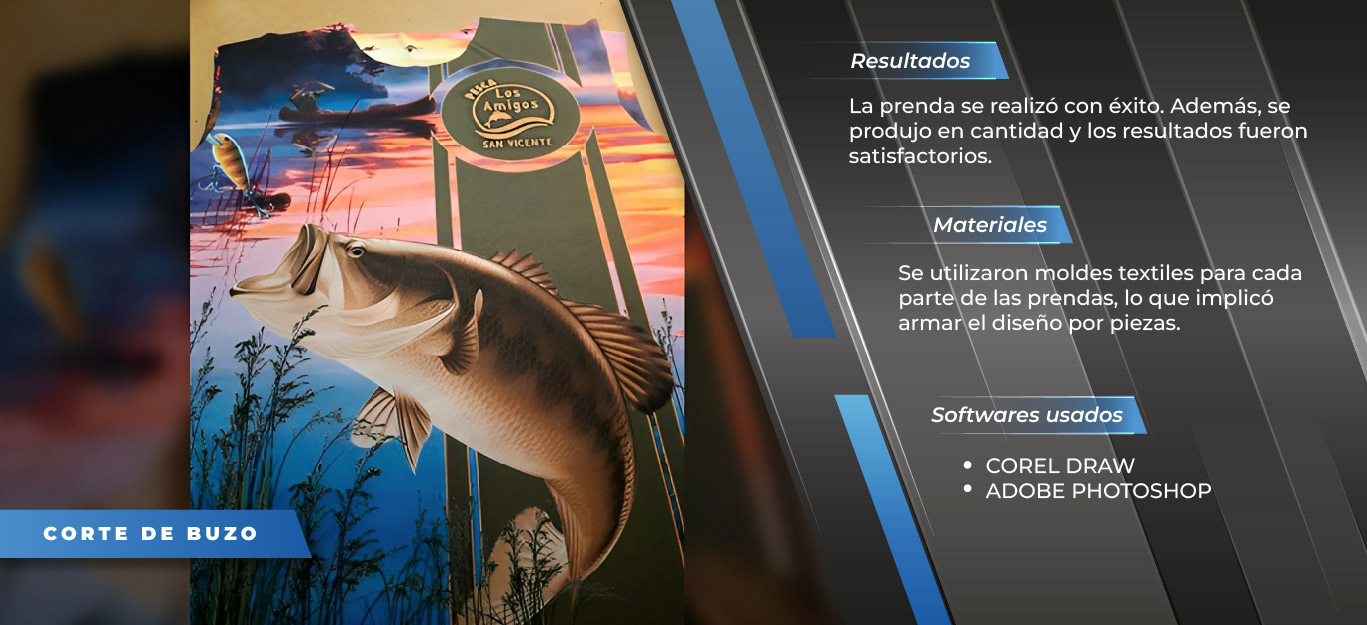 PESCA
Los
Amigos
SAN VICENTE
CORTE DE BUZO
Resultados
La prenda se realizó con éxito. Además, se
produjo en cantidad y los resultados fueron
satisfactorios.
Materiales
Se utilizaron moldes textiles para cada
parte de las prendas, lo que implicó
armar el diseño por piezas.
Softwares usados
• COREL DRAW
• ADOBE PHOTOSHOP